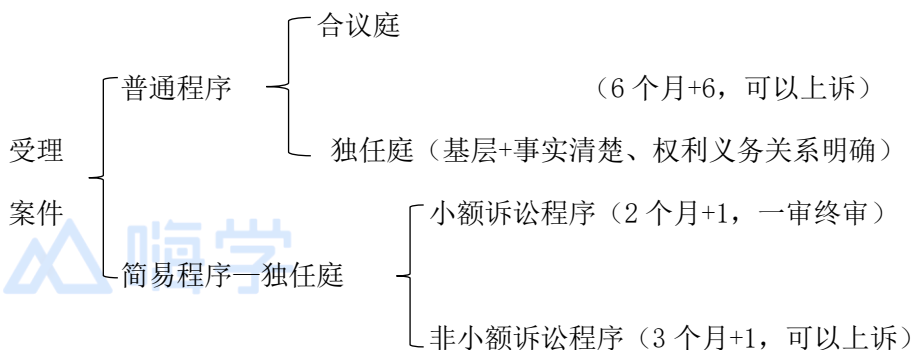 合议庭
普通程序
（6 个月+6，可以上诉）
受理
独任庭（基层+事实清楚、权利义务关系明确）
案件
小额诉讼程序（2 个月+1，一审终审）
嗨学
简易程序—独任庭
非小额诉讼程序（3 个月+1，可以上诉）